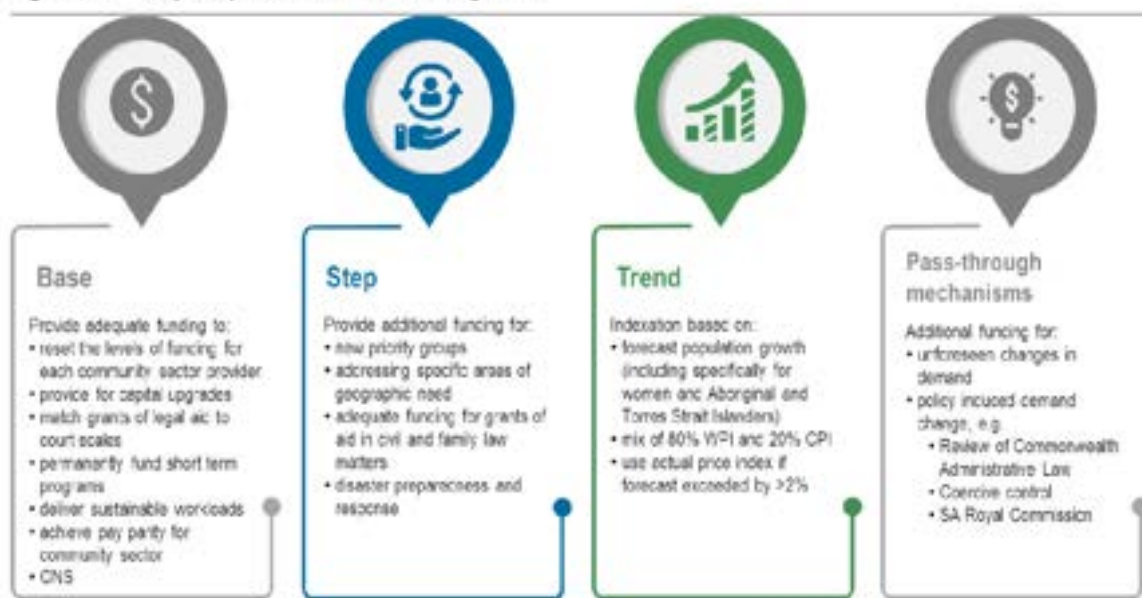 Base
Provide adequate funding to:
• reset the levels of funding for
each community sector provider
• provide for capital upgrades
• match grants of legal aid to
court scales
• permanently fund short term
programs
• deliver sustainable workloads
• achieve pay parity for
community sector
• CNS
Step
Provide additional funding for:
• new priority groups
• addressing specific areas of
geographic need
• adequate funding for grants of
aid in civil and family law
matters
• disaster preparedness and
response
Trend
Indexation based on:
• forecast population growth
(including specifically for
women and Aboriginal and
Torres Strait Islanders)
• mix of 80% WPI and 20% CPI
• use actual price index if
forecast exceeded by >2%
Pass-through
mechanisms
Additional funding for:
• unforeseen changes in
demand
• policy induced demand
change, e.g.
• Review of Commonwealth
Administrative Law
• Coercive control
• SA Royal Commission